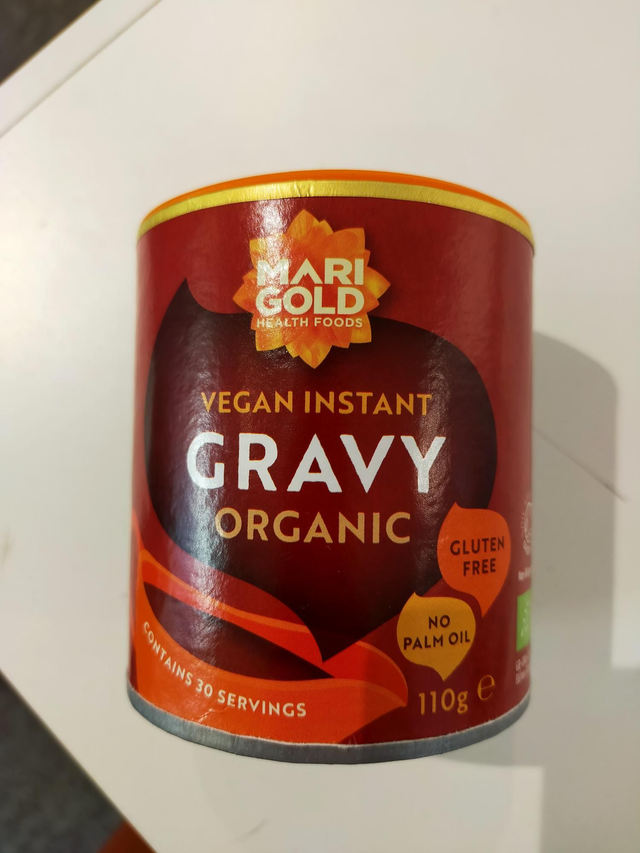 MARI
GOLD
HEALTH FOODS
VEGAN INSTANT
GRAVY
ORGANIC
GLUTEN
FREE
NO
PALM OIL
CONTAINS 30 SERVINGS
110g e